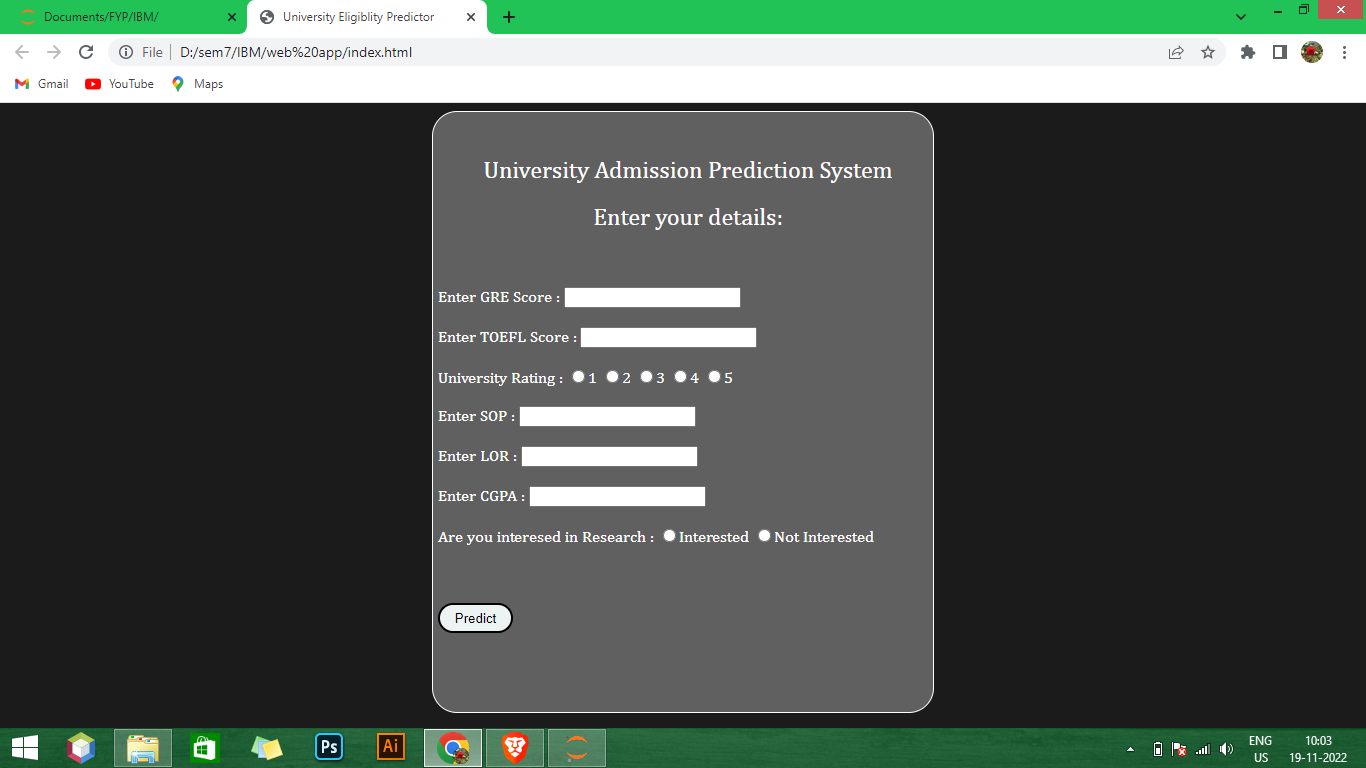 Documents/FYP/IBM/
University Eligiblity Predictor
File
D:/sem7/IBM/web%20app/index.html
Gmail
YouTube
Maps
University Admission Prediction System
Enter your details:
Enter GRE Score :
Enter TOEFL Score :
University Rating : 1 2 3 4 5
Enter SOP :
Enter LOR :
Enter CGPA :
Are you interesed in Research : Interested Not Interested
Predict
Ps
Ai
ENG
US
10:03
19-11-2022